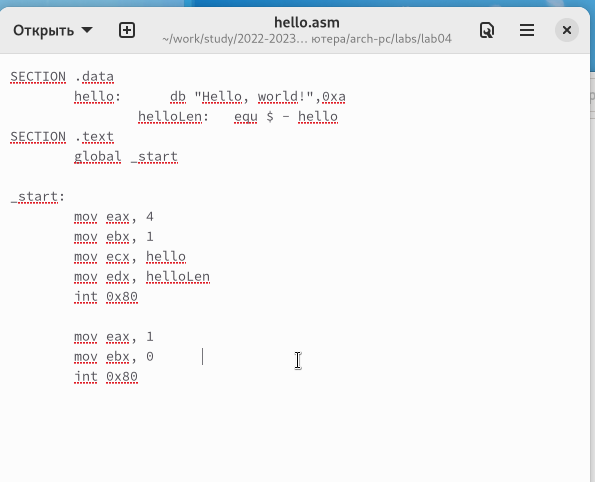 Открыть
hello.asm
~/work/study/2022-2023… ютера/arch-pc/labs/lab04
SECTION .data
hello: db "Hello, world!",0xa
helloLen: equ $ - hello
SECTION .text
global _start
_start:
mov eax, 4
mov ebx, 1
mov ecx, hello
mov edx, helloLen
int 0x80
mov eax, 1
mov ebx, 0
int 0x80